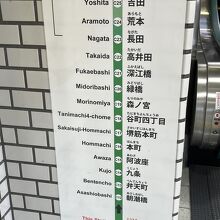 Yoshita 吉田
Aramoto 荒本
Nagata 長田
Takaida 高井田
Fukaebashi 深江橋
Midoribashi 緑橋
Morinomiya 森ノ宮
Tanimachi 4-chome 谷町四丁目
Sakaisuji-Hommachi 堺筋本町
Hommachi 本町
Awaza 阿波座
Kujo 九条
Bentencho 弁天町
Asashiobashi 朝潮橋